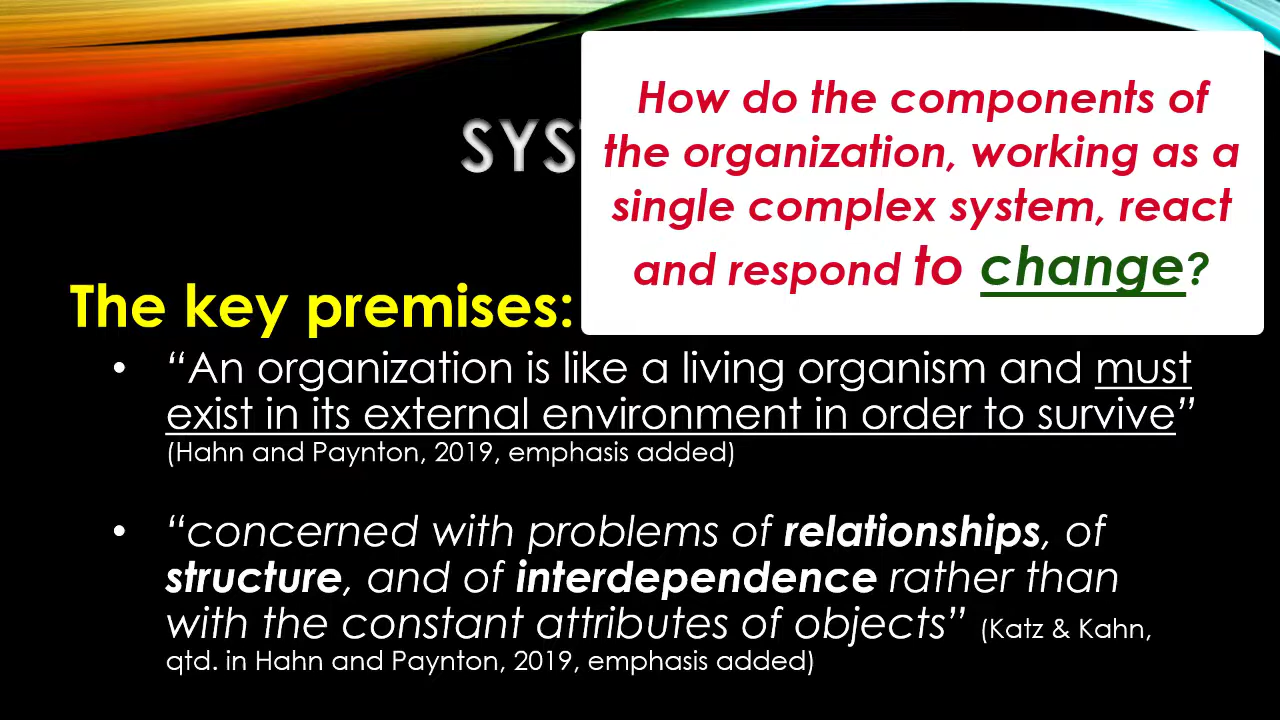 How do the components of
the organization, working as a
single complex system, react
and respond to change?
SYS
The key premises:
• “An organization is like a living organism and must
exist in its external environment in order to survive”
(Hahn and Paynton, 2019, emphasis added)
• “concerned with problems of relationships, of
structure, and of interdependence rather than
with the constant attributes of objects” (Katz & Kahn,
qtd. in Hahn and Paynton, 2019, emphasis added)